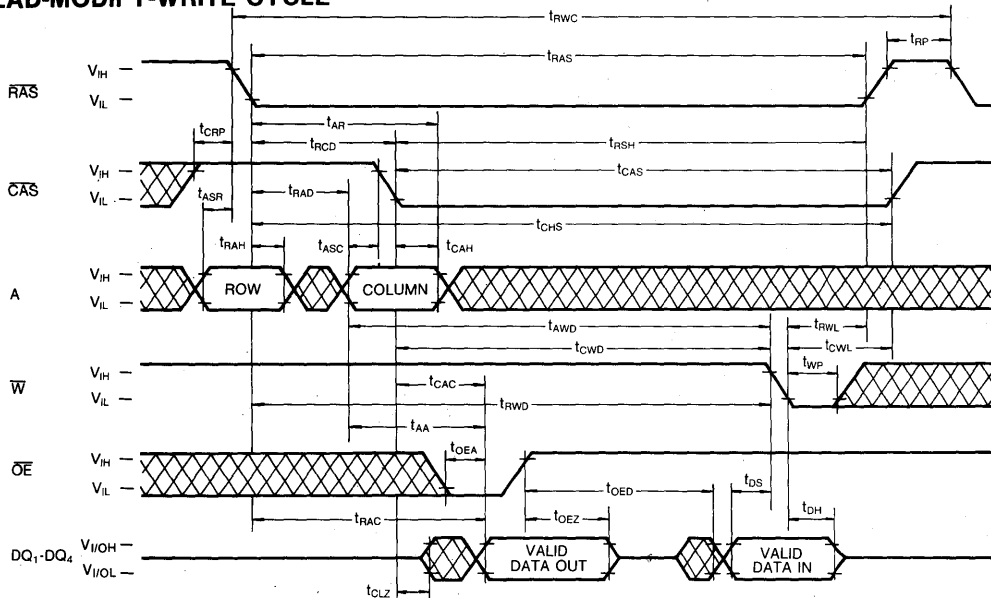 READ-MODIFY-WRITE CYCLE
tRWC
tRAS
tRP
RAS
VIH
VIL
tCRP
tAR
tRCD
tRSH
CAS
VIH
VIL
tRAD
tCAS
tASR
tCHS
tRAH
tASC
tCAH
A
VIH
VIL
ROW
COLUMN
tAWD
tRWL
tCWD
tCWL
W
VIH
VIL
tWP
tCAC
tRWD
tAA
OE
VIH
VIL
tOEA
tOED
tDS
tRAC
tOEZ
tDH
DQ1-DQ4
VI/OH
VI/OL
VALID DATA OUT
VALID DATA IN
tCLZ